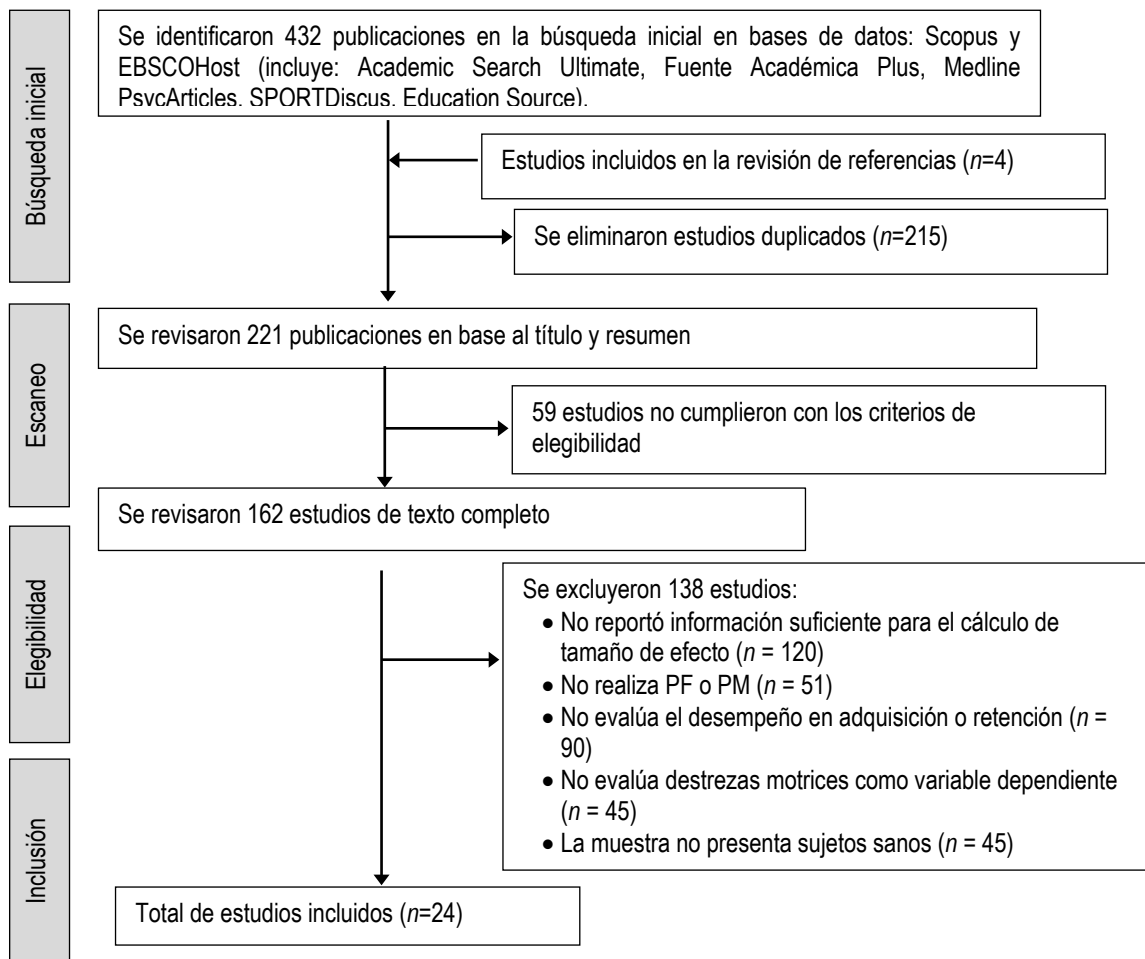 Búsqueda inicial
Se identificaron 432 publicaciones en la búsqueda inicial en bases de datos: Scopus y
EBSCOHost (incluye: Academic Search Ultimate, Fuente Académica Plus, Medline
PsycArticles, SPORTDiscus, Education Source).
Estudios incluidos en la revisión de referencias (n=4)
Se eliminaron estudios duplicados (n=215)
Escaneo
Se revisaron 221 publicaciones en base al título y resumen
59 estudios no cumplieron con los criterios de
elegibilidad
Se revisaron 162 estudios de texto completo
Elegibilidad
Se excluyeron 138 estudios:
• No reportó información suficiente para el cálculo de
tamaño de efecto (n = 120)
• No realiza PF o PM (n = 51)
• No evalúa el desempeño en adquisición o retención (n =
90)
• No evalúa destrezas motrices como variable dependiente
(n = 45)
• La muestra no presenta sujetos sanos (n = 45)
Inclusión
Total de estudios incluidos (n=24)